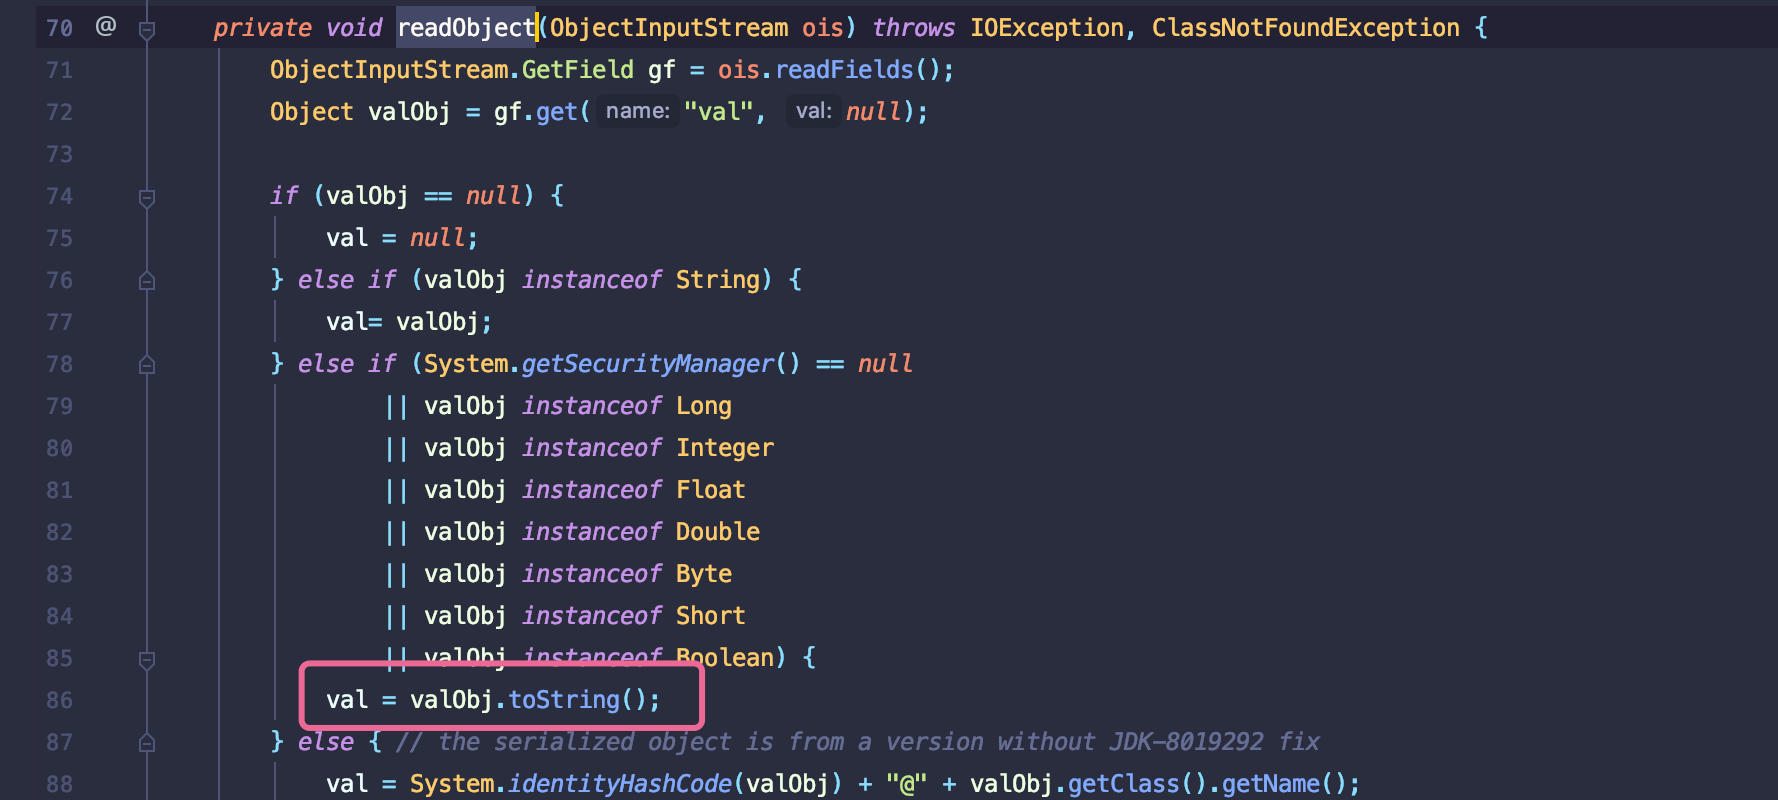 70 @ private void readObject(ObjectInputStream ois) throws IOException, ClassNotFoundException {
71 ObjectInputStream.GetField gf = ois.readFields();
72 Object valObj = gf.get( name: "val", val: null);
73
74 if (valObj == null) {
75 val = null;
76 } else if (valObj instanceof String) {
77 val= valObj;
78 } else if (System.getSecurityManager() == null
79 || valObj instanceof Long
80 || valObj instanceof Integer
81 || valObj instanceof Float
82 || valObj instanceof Double
83 || valObj instanceof Byte
84 || valObj instanceof Short
85 || valObj instanceof Boolean) {
86 val = valObj.toString();
87 } else { // the serialized object is from a version without JDK-8019292 fix
88 val = System.identityHashCode(valObj) + "@" + valObj.getClass().getName();